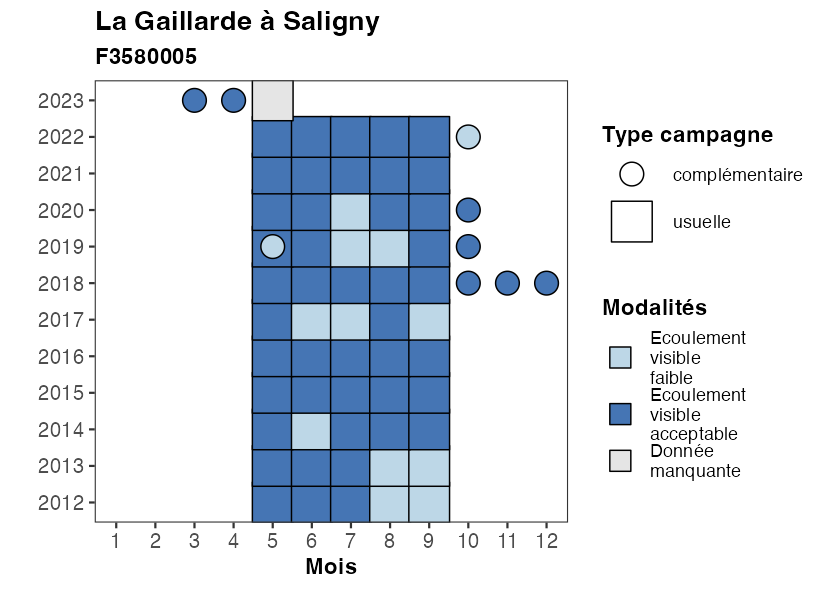 La Gaillarde à Saligny
F3580005
2023
2022
2021
2020
2019
2018
2017
2016
2015
2014
2013
2012
1 2 3 4 5 6 7 8 9 10 11 12
Mois
Type campagne
complémentaire
usuelle
Modalités
Ecoulement
visible
faible
Ecoulement
visible
acceptable
Donnée
manquante